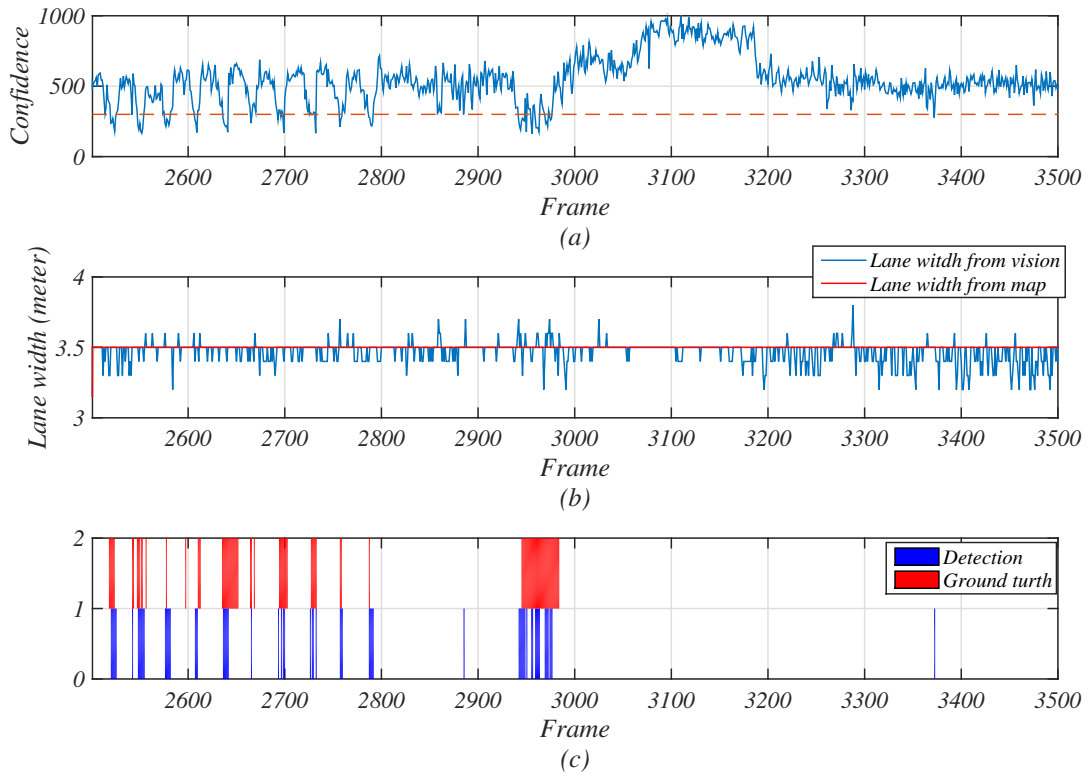 1000
500
0
Confidence
2600 2700 2800 2900 3000 3100 3200 3300 3400 3500
Frame
(a)
Lane witdh from vision
Lane width from map
4
3.5
3
Lane width (meter)
2600 2700 2800 2900 3000 3100 3200 3300 3400 3500
Frame
(b)
Detection
Ground turth
2
1
0
2600 2700 2800 2900 3000 3100 3200 3300 3400 3500
Frame
(c)